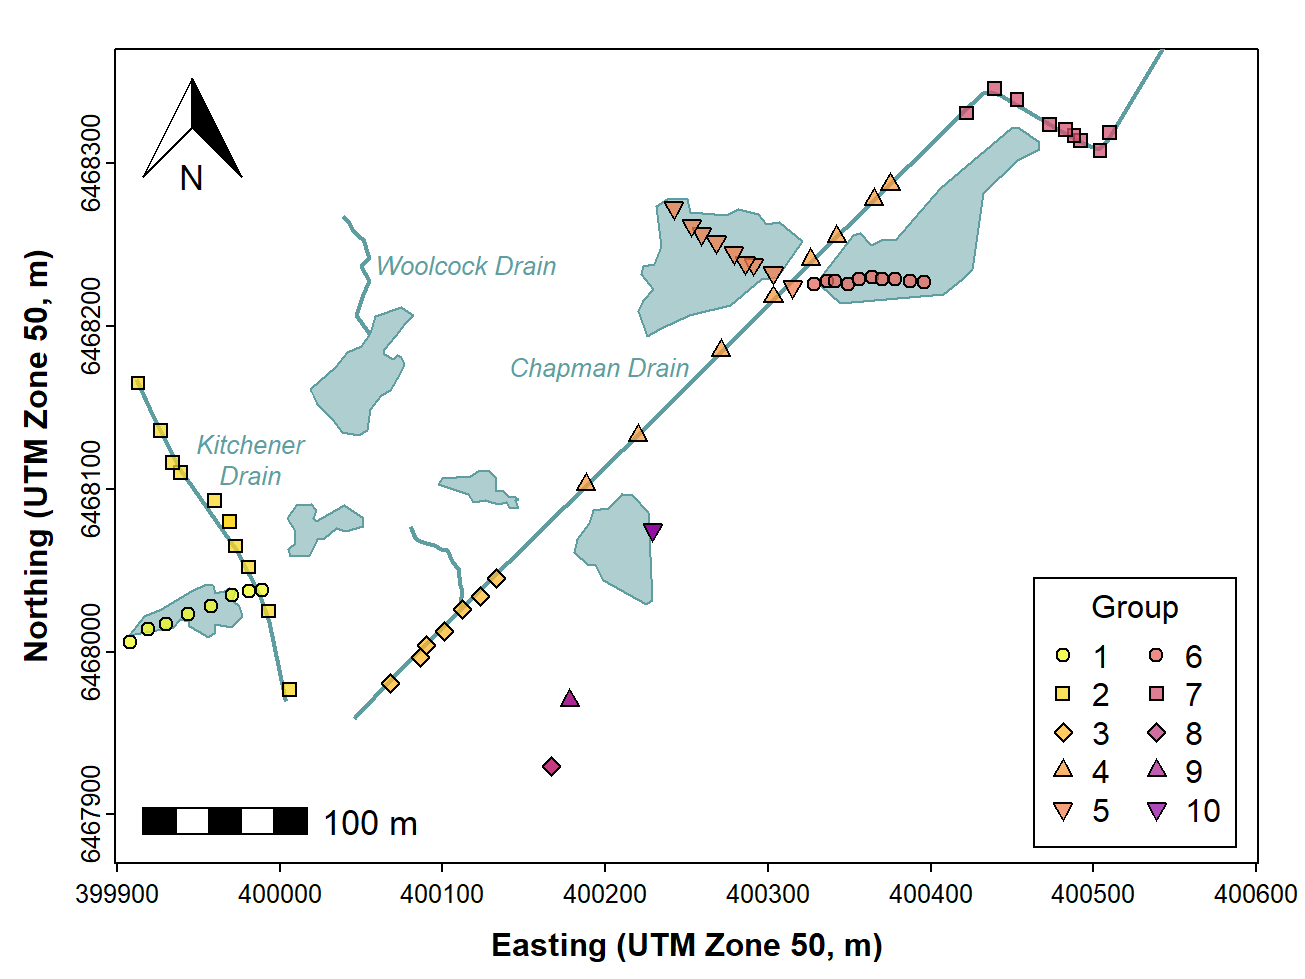 N
Woolcock Drain
Chapman Drain
Kitchener
Drain
100 m
Group
1
2
3
4
5
6
7
8
9
10
6468300
6468200
6468100
6468000
6467900
Northing (UTM Zone 50, m)
399900
400000
400100
400200
400300
400400
400500
400600
Easting (UTM Zone 50, m)